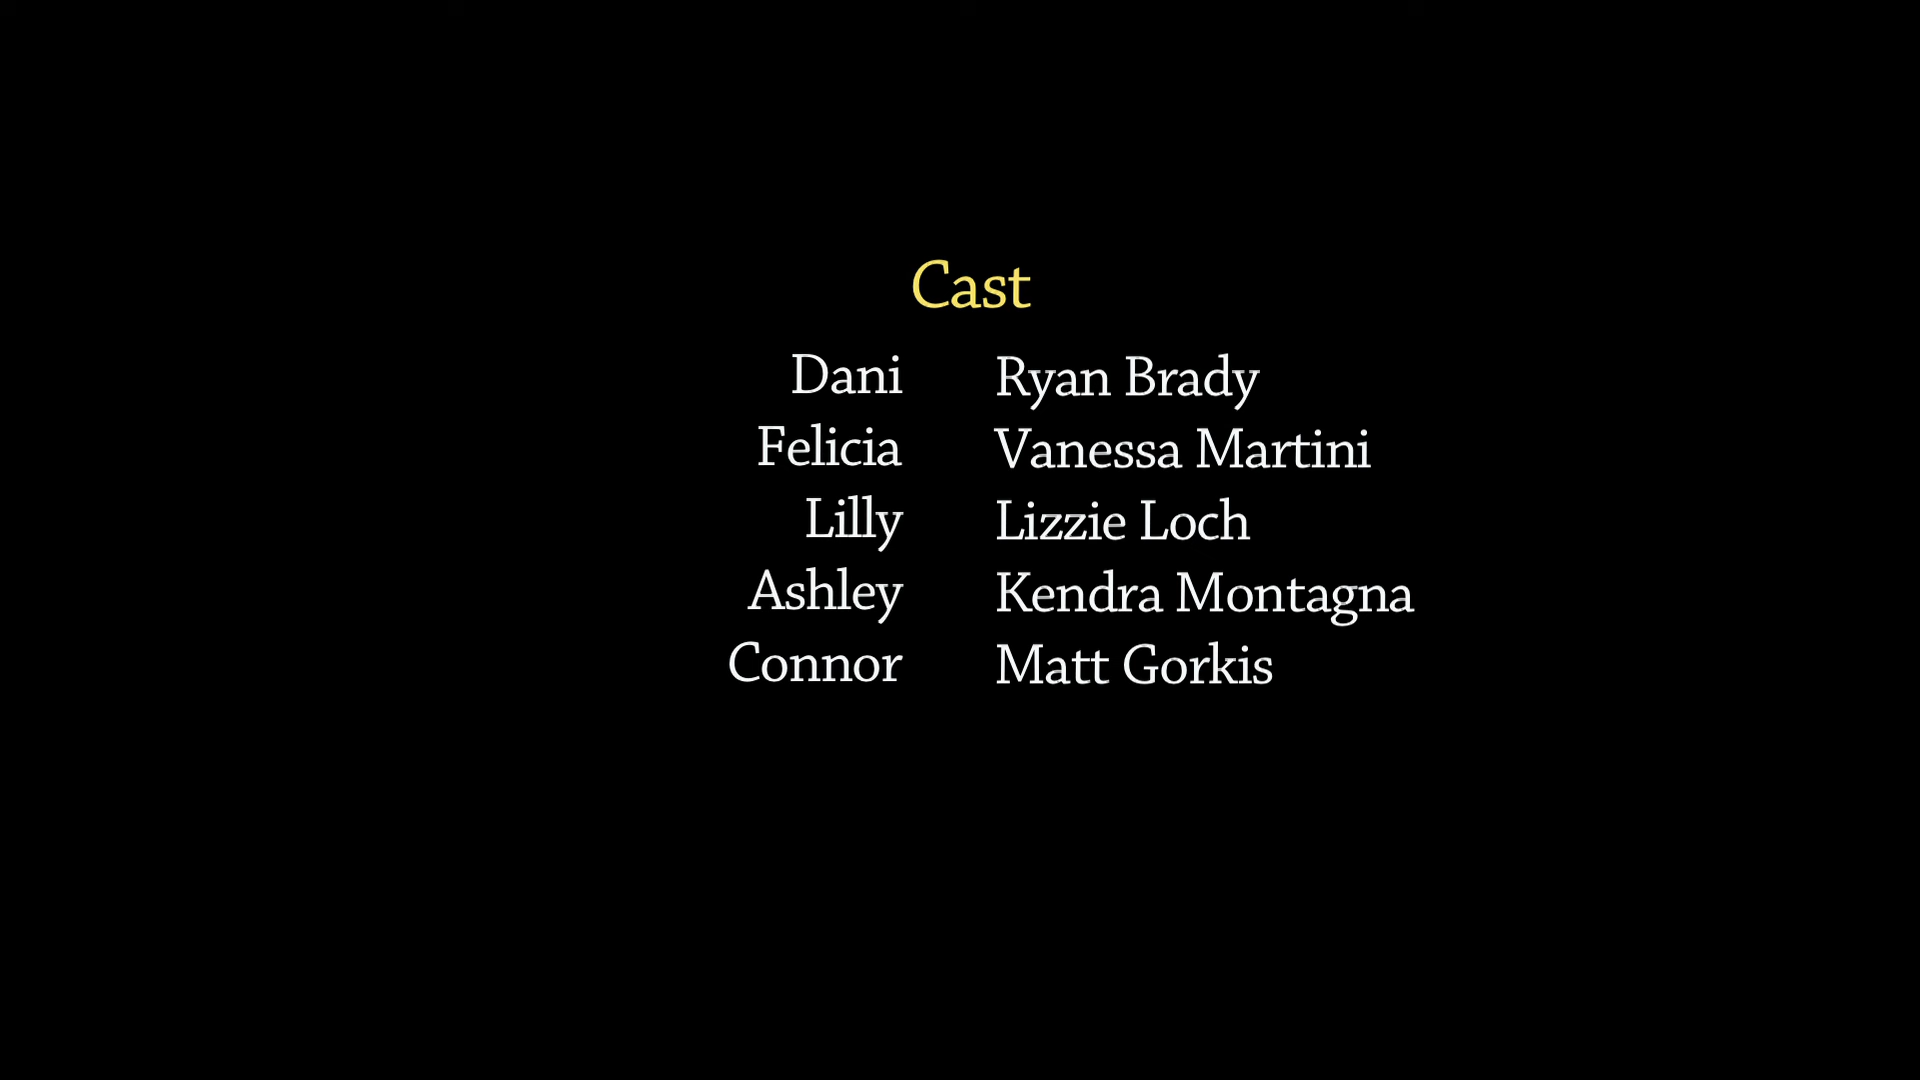 Cast
Dani Ryan Brady
Felicia Vanessa Martini
Lilly Lizzie Loch
Ashley Kendra Montagna
Connor Matt Gorkis